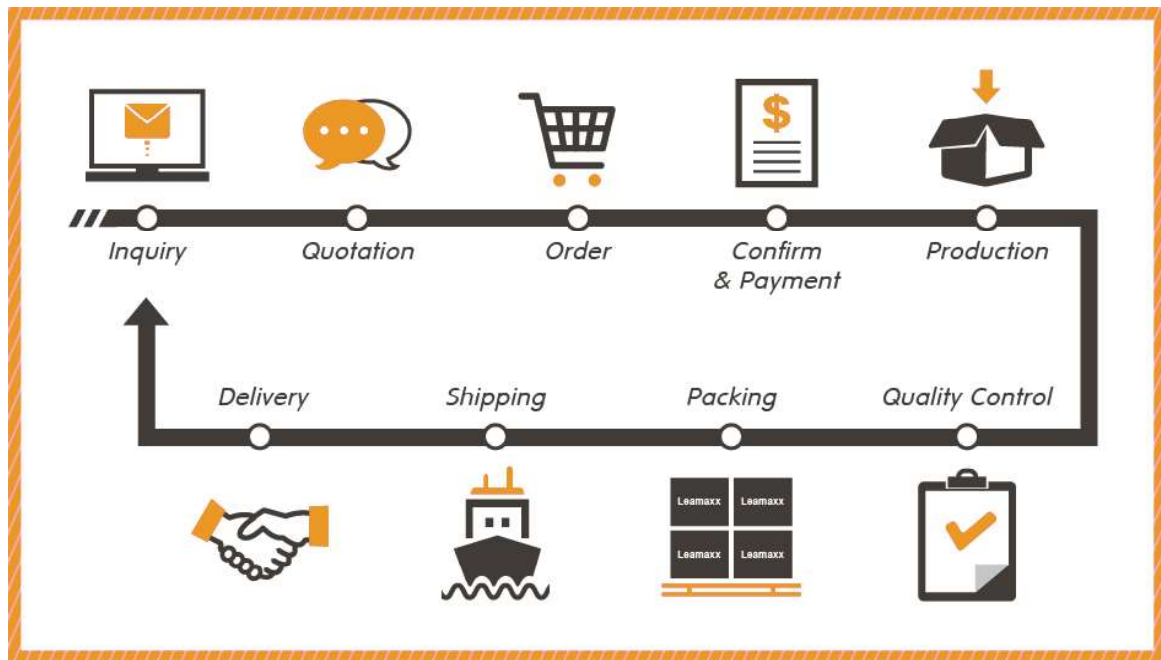 $
Inquiry
Quotation
Order
Confirm
& Payment
Production
Delivery
Shipping
Packing
Quality Control
Leamaxx
Leamaxx
Leamaxx
Leamaxx